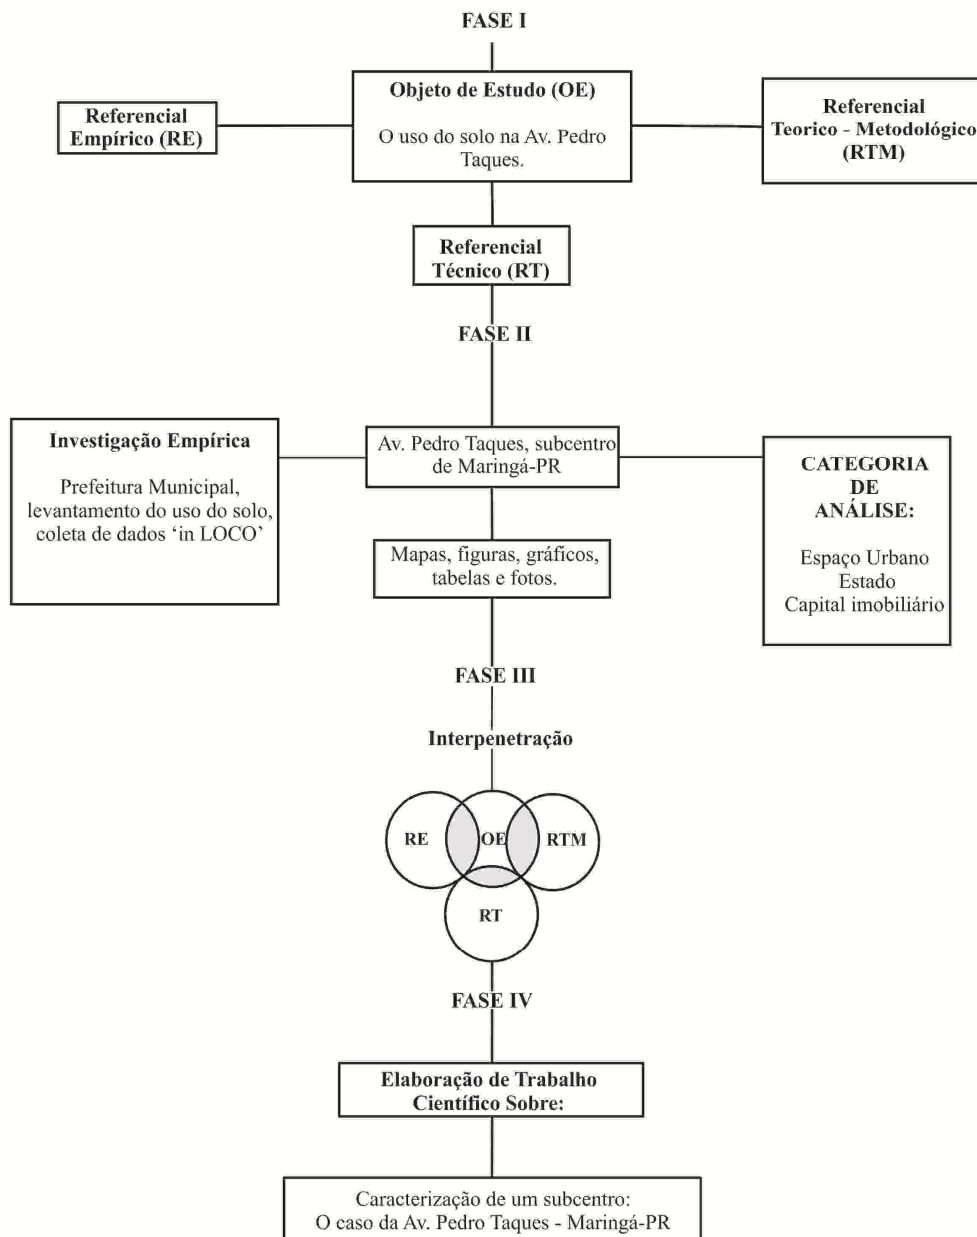 FASE I
Objeto de Estudo (OE)
O uso do solo na Av. Pedro
Taques.
Referencial
Empírico (RE)
Referencial
Teorico - Metodológico
(RTM)
Referencial
Técnico (RT)
FASE II
Investigação Empírica
Prefeitura Municipal,
levantamento do uso do solo,
coleta de dados ‘in LOCO’
Av. Pedro Taques, subcentro
de Maringá-PR
CATEGORIA
DE
ANÁLISE:
Espaço Urbano
Estado
Capital imobiliário
Mapas, figuras, gráficos,
tabelas e fotos.
FASE III
Interpenetração
RE
OE
RTM
RT
FASE IV
Elaboração de Trabalho
Científico Sobre:
Caracterização de um subcentro:
O caso da Av. Pedro Taques - Maringá-PR